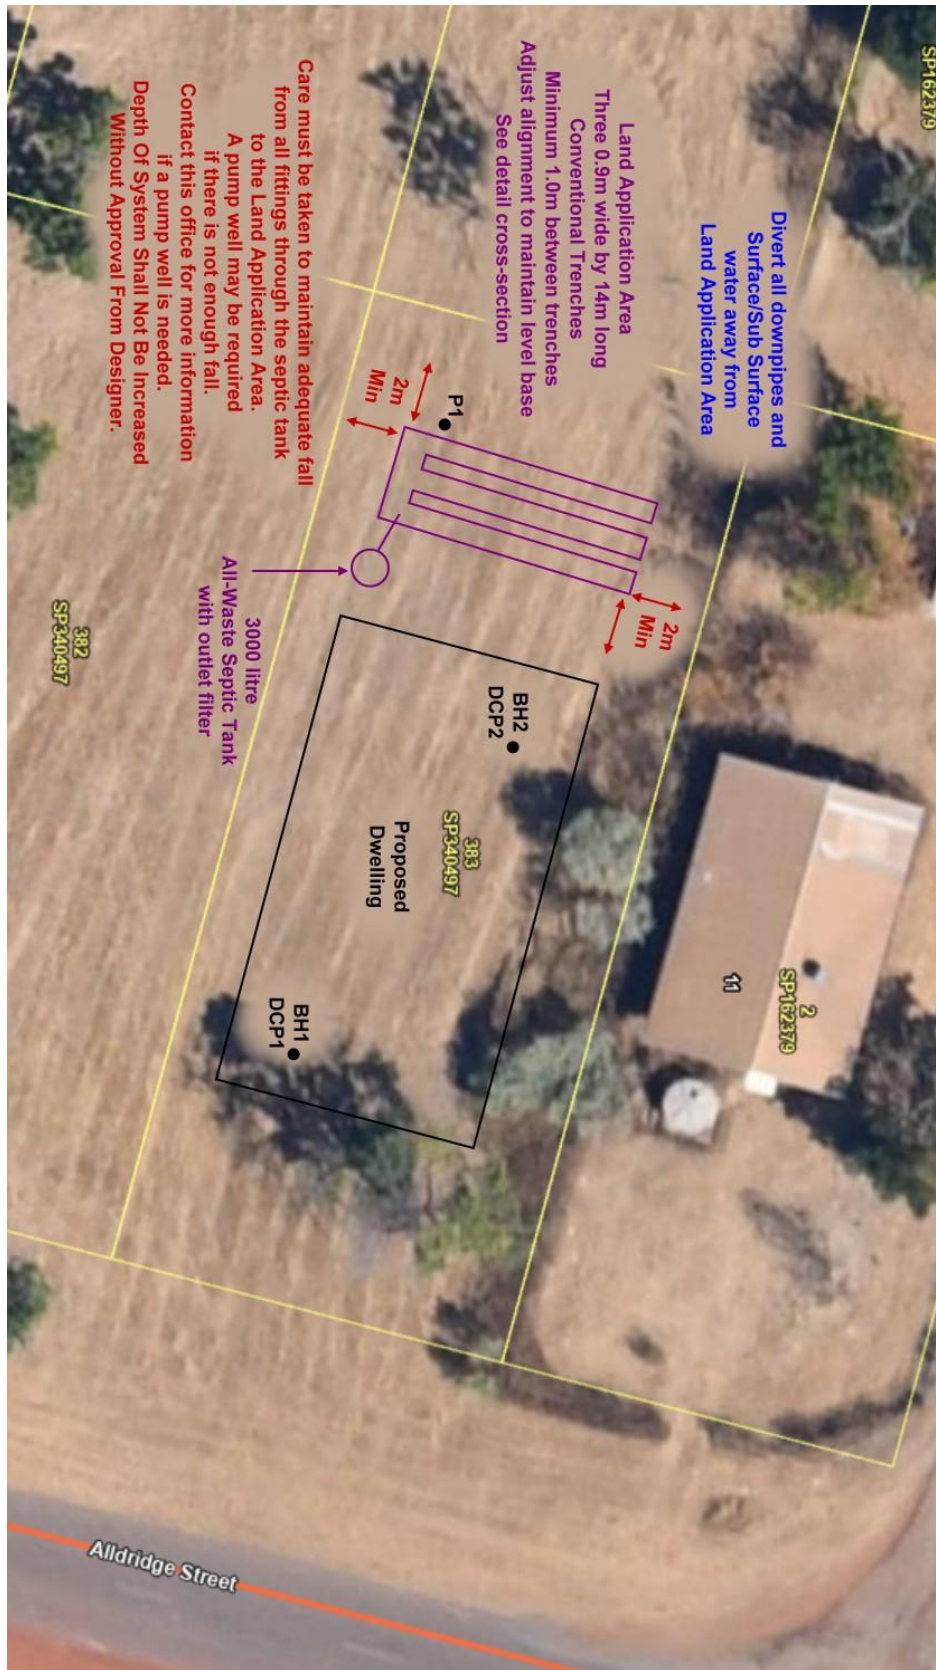 SP162379
Divert all downpipes and
Surface/Sub Surface
water away from
Land Application Area
Land Application Area
Three 0.9m wide by 14m long
Conventional Trenches
Minimum 1.0m between trenches
Adjust alignment to maintain level base
See detail cross-section
Care must be taken to maintain adequate fall
from all fittings through the septic tank
to the Land Application Area.
A pump well may be required
if there is not enough fall.
Contact this office for more information
if a pump well is needed.
Depth Of System Shall Not Be Increased
Without Approval From Designer.
P1
2m
Min
2m
Min
3000 litre
All-Waste Septic Tank
with outlet filter
382
SP340497
BH2
DCP2
383
SP340497
Proposed
Dwelling
BH1
DCP1
2
SP162379
11
Alldridge Street